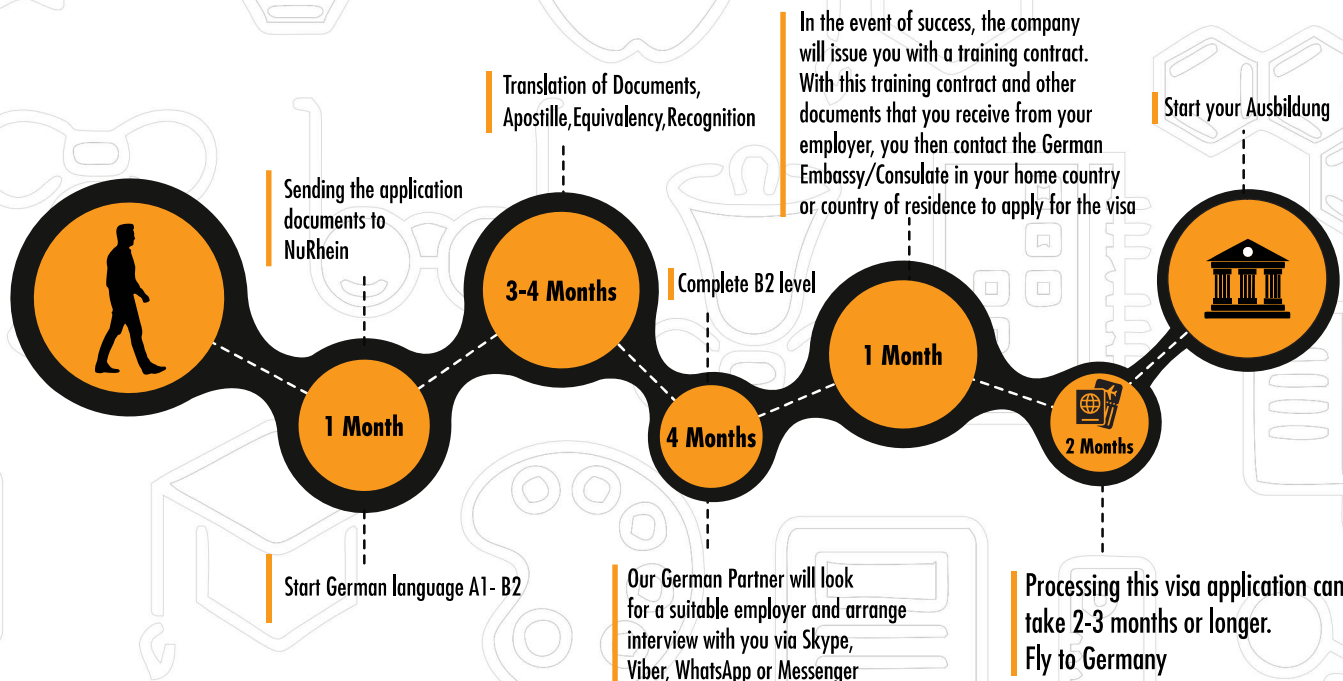 Sending the application
documents to
NuRhein
1 Month
Start German language A1- B2
Translation of Documents,
Apostille,Equivalency,Recognition
3-4 Months
Complete B2 level
4 Months
Our German Partner will look
for a suitable employer and arrange
interview with you via Skype,
Viber, WhatsApp or Messenger
In the event of success, the company
will issue you with a training contract.
With this training contract and other
documents that you receive from your
employer, you then contact the German
Embassy/Consulate in your home country
or country of residence to apply for the visa
1 Month
2 Months
Processing this visa application can
take 2-3 months or longer.
Fly to Germany
Start your Ausbildung